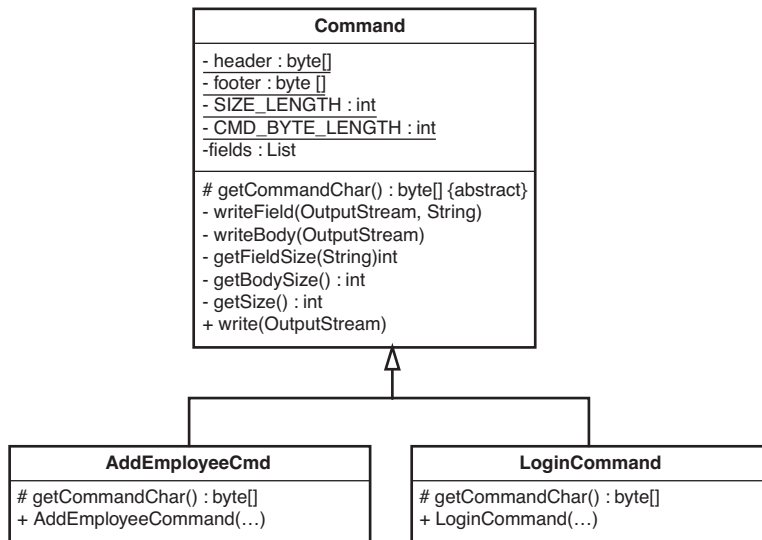 Command
- header : byte[]
- footer : byte []
- SIZE_LENGTH : int
- CMD_BYTE_LENGTH : int
-fields : List
# getCommandChar() : byte[] {abstract}
- writeField(OutputStream, String)
- writeBody(OutputStream)
- getFieldSize(String)int
- getBodySize() : int
- getSize() : int
+ write(OutputStream)
AddEmployeeCmd
# getCommandChar() : byte[]
+ AddEmployeeCommand(…)
LoginCommand
# getCommandChar() : byte[]
+ LoginCommand(…)